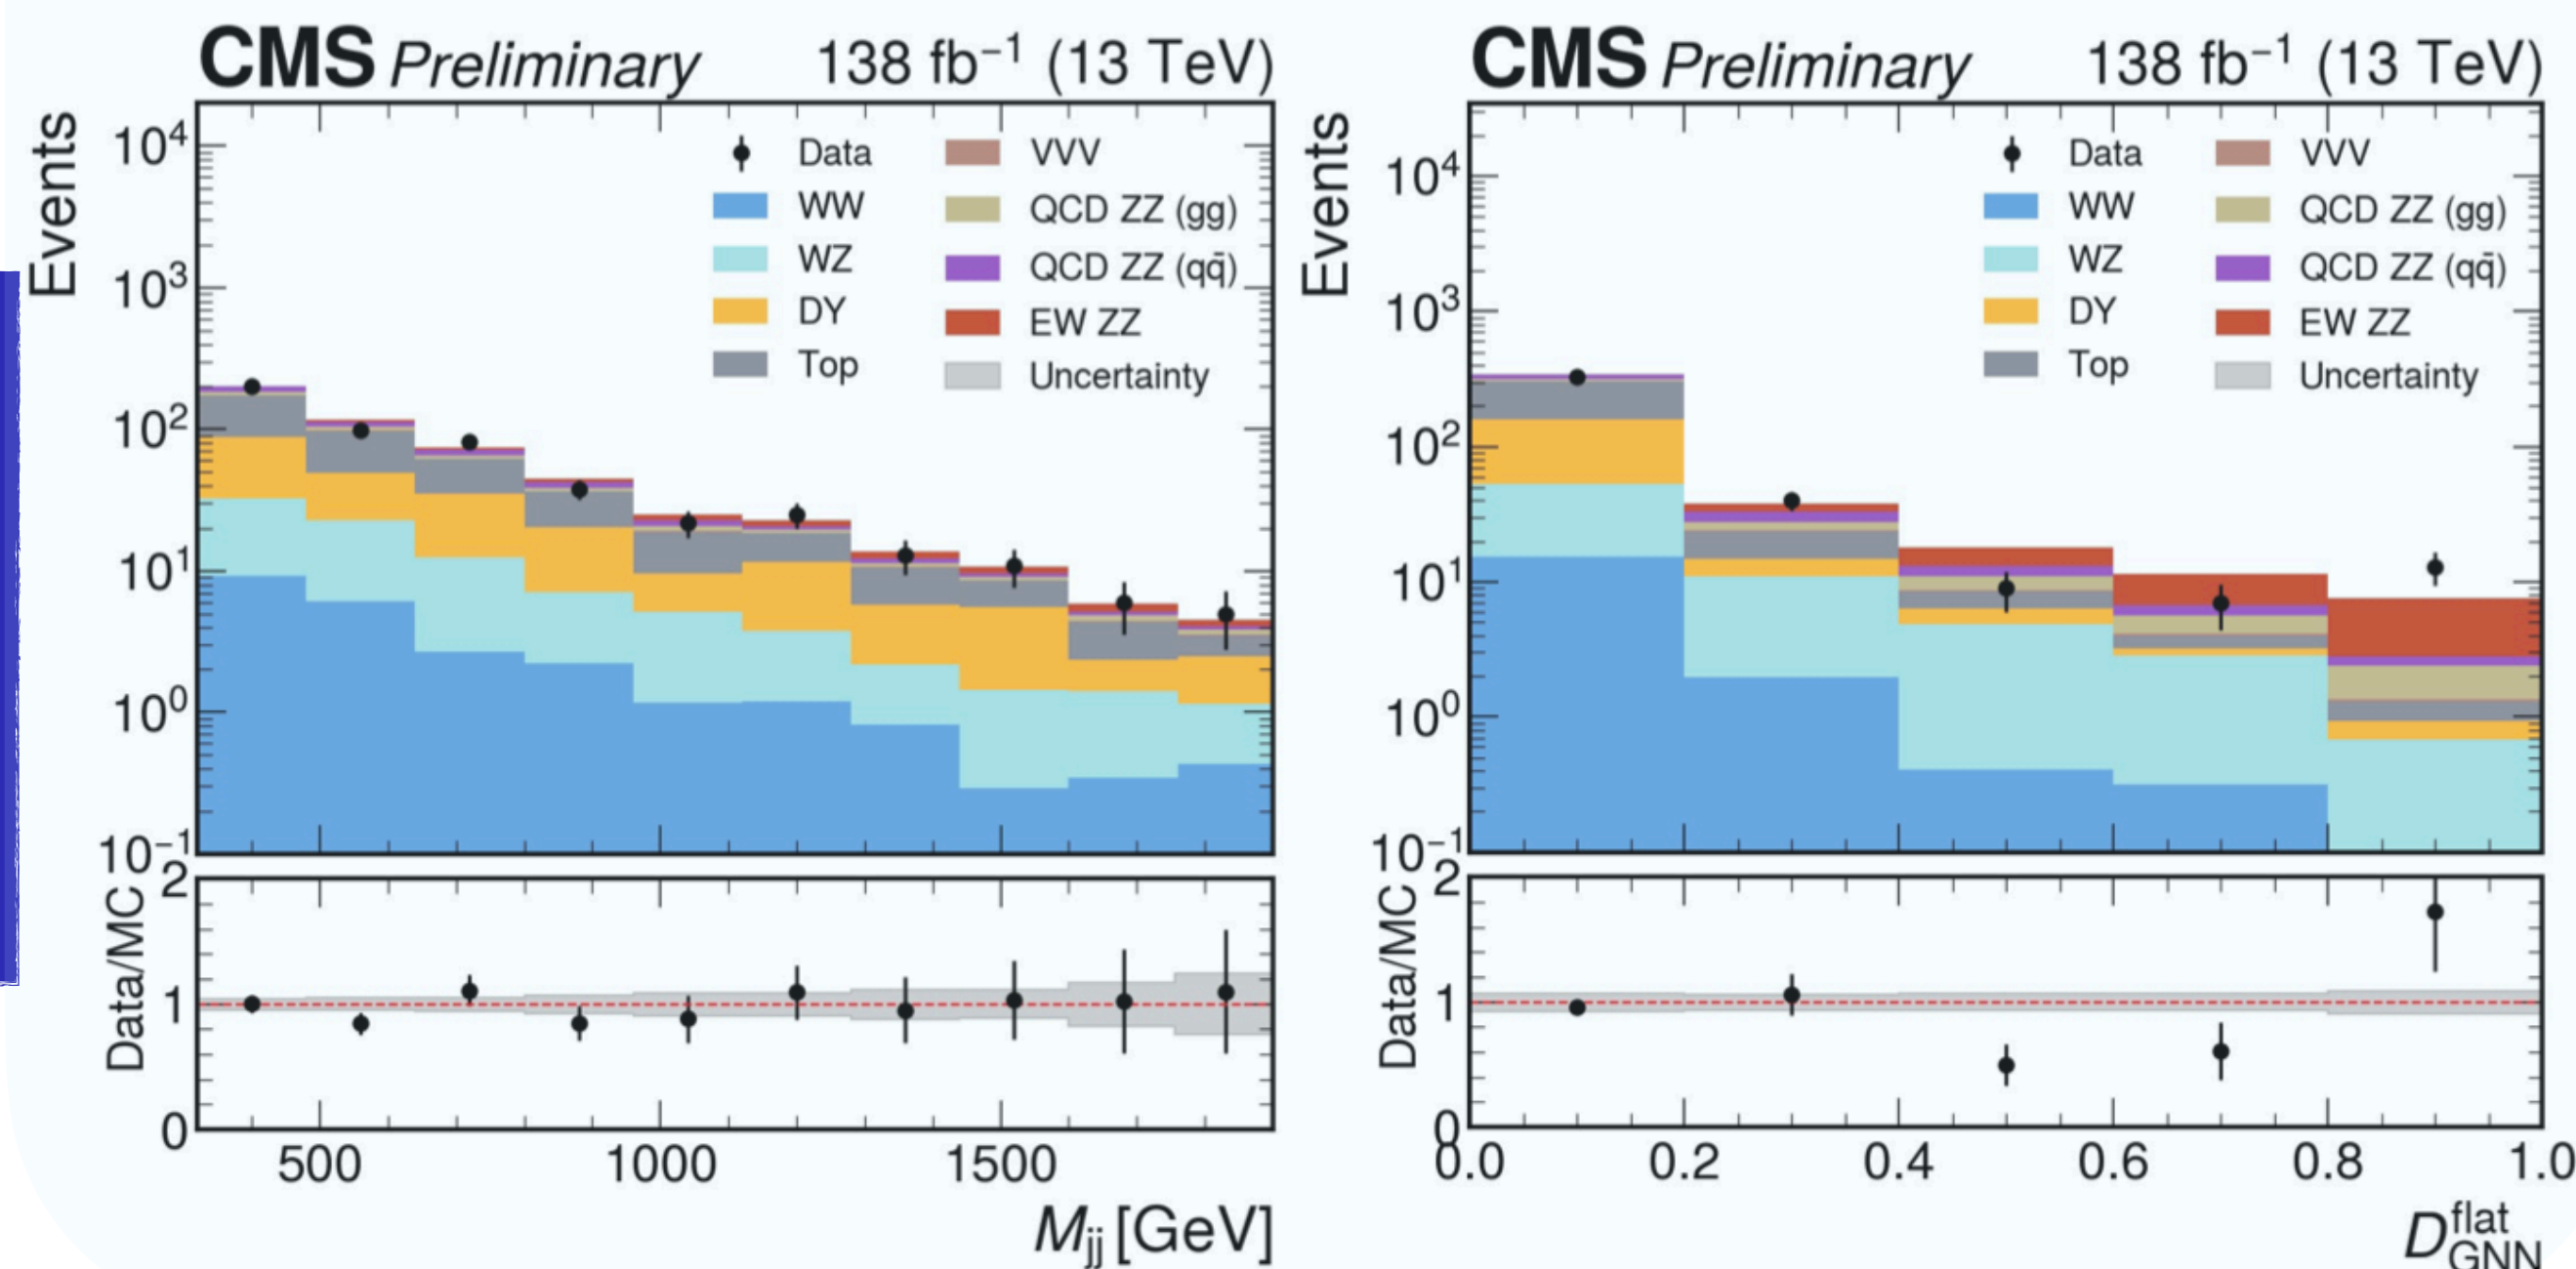 CMS Preliminary 138 fb⁻¹ (13 TeV)
Events
10⁴
10³
10²
10¹
10⁰
10⁻¹
Data
WW
WZ
DY
Top
VVV
QCD ZZ (gg)
QCD ZZ (qq̄)
EW ZZ
Uncertainty
Data/MC
2
1
0
500 1000 1500
Mjj [GeV]
CMS Preliminary 138 fb⁻¹ (13 TeV)
Events
10⁴
10³
10²
10¹
10⁰
10⁻¹
Data
WW
WZ
DY
Top
VVV
QCD ZZ (gg)
QCD ZZ (qq̄)
EW ZZ
Uncertainty
Data/MC
2
1
0
0.0 0.2 0.4 0.6 0.8 1.0
D flat GNN